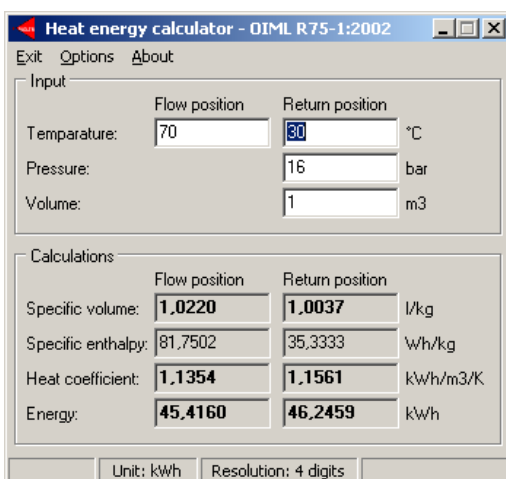 Heat energy calculator - OIML R75-1:2002
Exit Options About
Input
Flow position Return position
Temparature: 70 30 °C
Pressure: 16 bar
Volume: 1 m3
Calculations
Flow position Return position
Specific volume: 1,0220 1,0037 l/kg
Specific enthalpy: 81,7502 35,3333 Wh/kg
Heat coefficient: 1,1354 1,1561 kWh/m3/K
Energy: 45,4160 46,2459 kWh
Unit: kWh Resolution: 4 digits